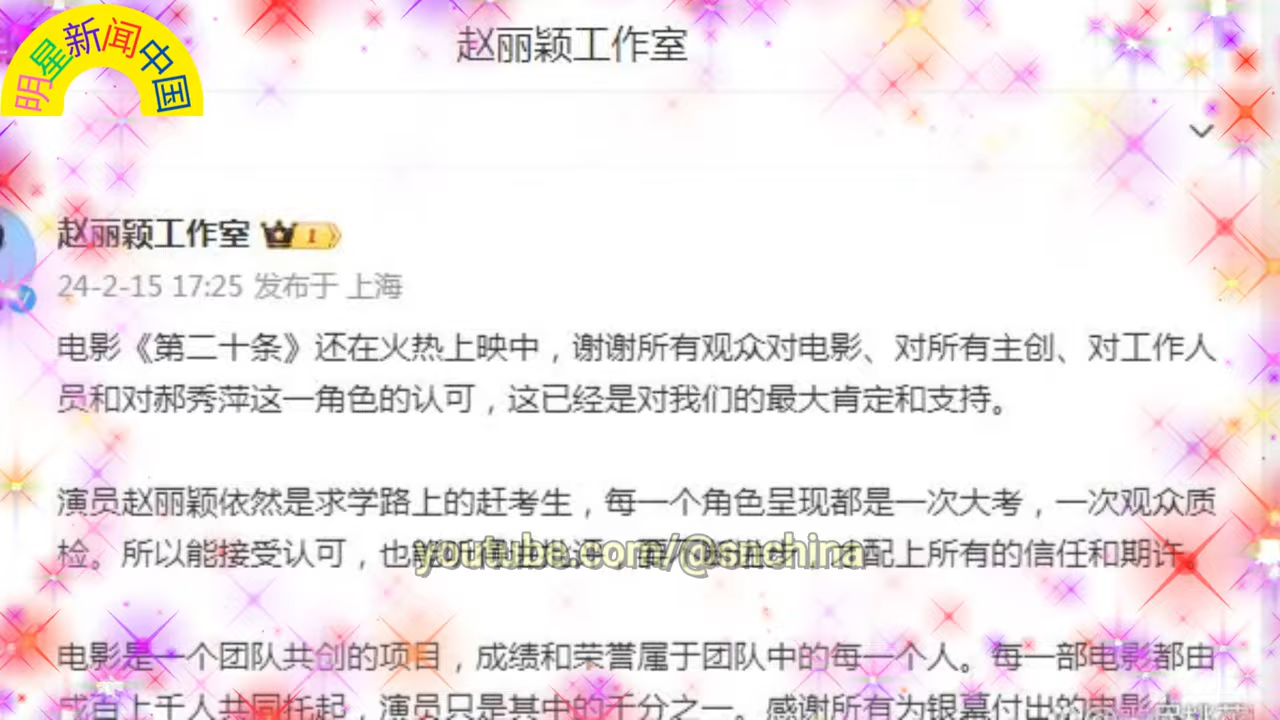 明星新闻中国
赵丽颖工作室
赵丽颖工作室 1
24-2-15 17:25 发布于 上海
电影《第二十条》还在火热上映中，谢谢所有观众对电影、对所有主创、对工作人
员和对郝秀萍这一角色的认可，这已经是对我们的最大肯定和支持。
演员赵丽颖依然是求学路上的赶考生，每一个角色呈现都是一次大考，一次观众质
检。所以能接受认可，也 配上所有的信任和期许。
youtube.com/@snchina
电影是一个团队共创的项目，成绩和荣誉属于团队中的每一个人。每一部电影都由
成百上千人共同托起，演员只是其中的千分之一。感谢所有为银幕付出的电影